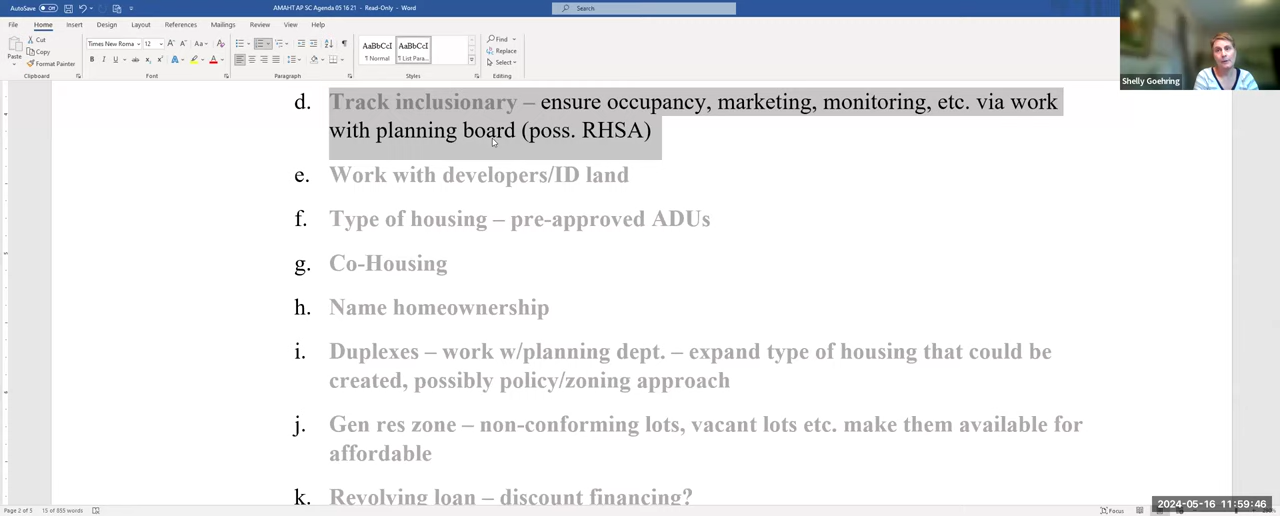 AutoSave Off AMAHT AP SC Agenda 05 16 21 - Read-Only - Word Search
File Home Insert Draw Design Layout References Mailings Review View Help
Paste Cut Copy Format Painter Clipboard
Times New Roma 12 Font
Paragraph
AaBbCcI Normal AaBbCcI List Para... Styles
Find Replace Select Editing
Shelly Goehring
d. Track inclusionary – ensure occupancy, marketing, monitoring, etc. via work
with planning board (poss. RHSA)
e. Work with developers/ID land
f. Type of housing – pre-approved ADUs
g. Co-Housing
h. Name homeownership
i. Duplexes – work w/planning dept. – expand type of housing that could be
created, possibly policy/zoning approach
j. Gen res zone – non-conforming lots, vacant lots etc. make them available for
affordable
k. Revolving loan – discount financing?
Page 2 of 3 15 of 855 words Focus
2024-05-16 11:59:46